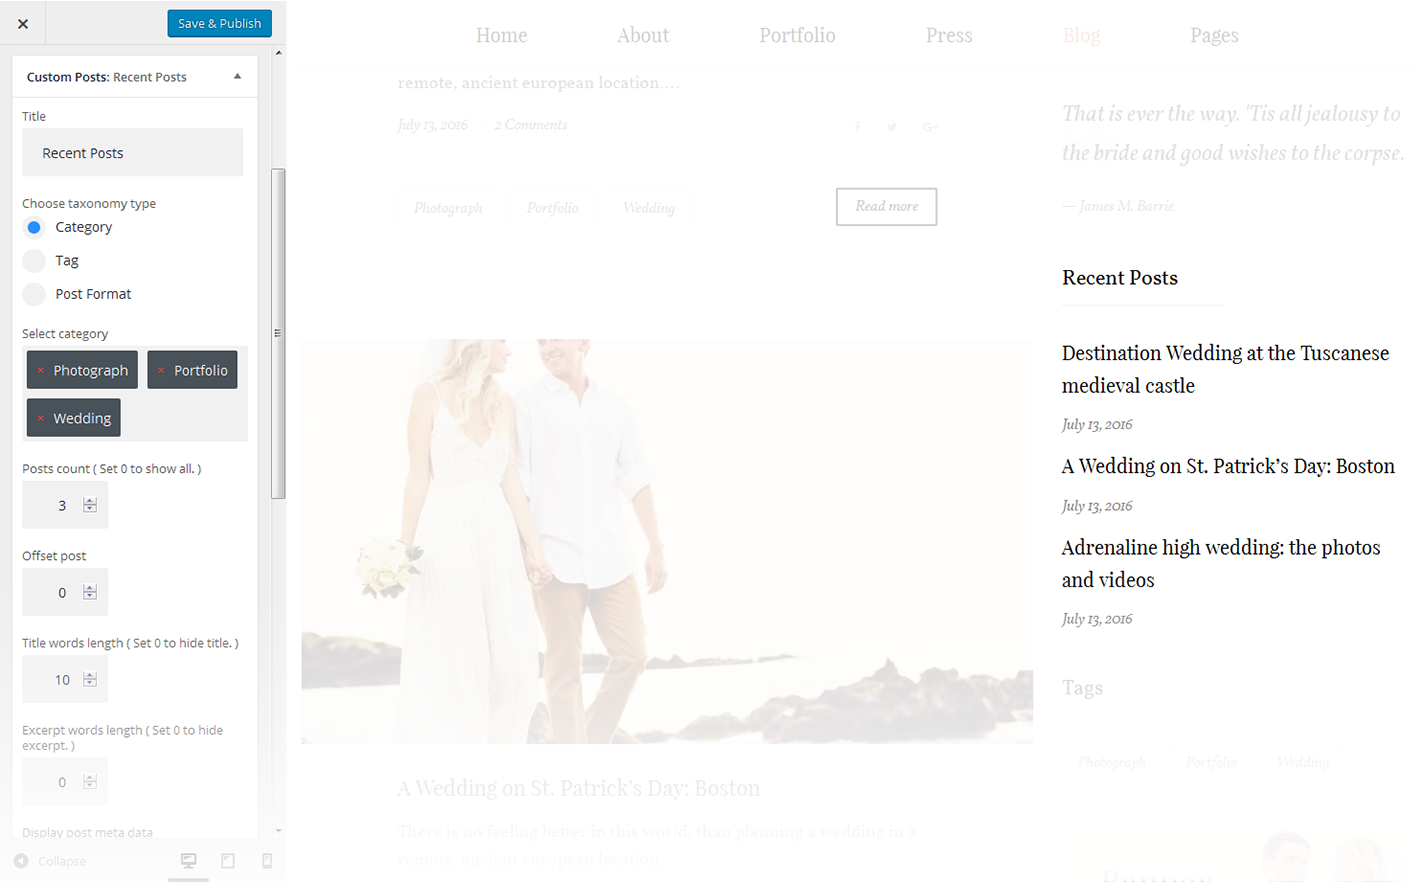 Save & Publish
Custom Posts: Recent Posts
Title
Recent Posts
Choose taxonomy type
Category
Tag
Post Format
Select category
× Photograph × Portfolio
× Wedding
Posts count ( Set 0 to show all. )
3
Offset post
0
Title words length ( Set 0 to hide title. )
10
Excerpt words length ( Set 0 to hide
excerpt. )
0
Display post meta data
Collapse
Home About Portfolio Press Blog Pages
remote, ancient european location....
July 13, 2016 2 Comments
Photograph Portfolio Wedding Read more
A Wedding on St. Patrick's Day: Boston
There is no feeling better in this world, than planning a wedding in a
remote, ancient european location....
That is ever the way. 'Tis all jealousy to
the bride and good wishes to the corpse.
— James M. Barrie
Recent Posts
Destination Wedding at the Tuscanese
medieval castle
July 13, 2016
A Wedding on St. Patrick's Day: Boston
July 13, 2016
Adrenaline high wedding: the photos
and videos
July 13, 2016
Tags
Photograph Portfolio Wedding